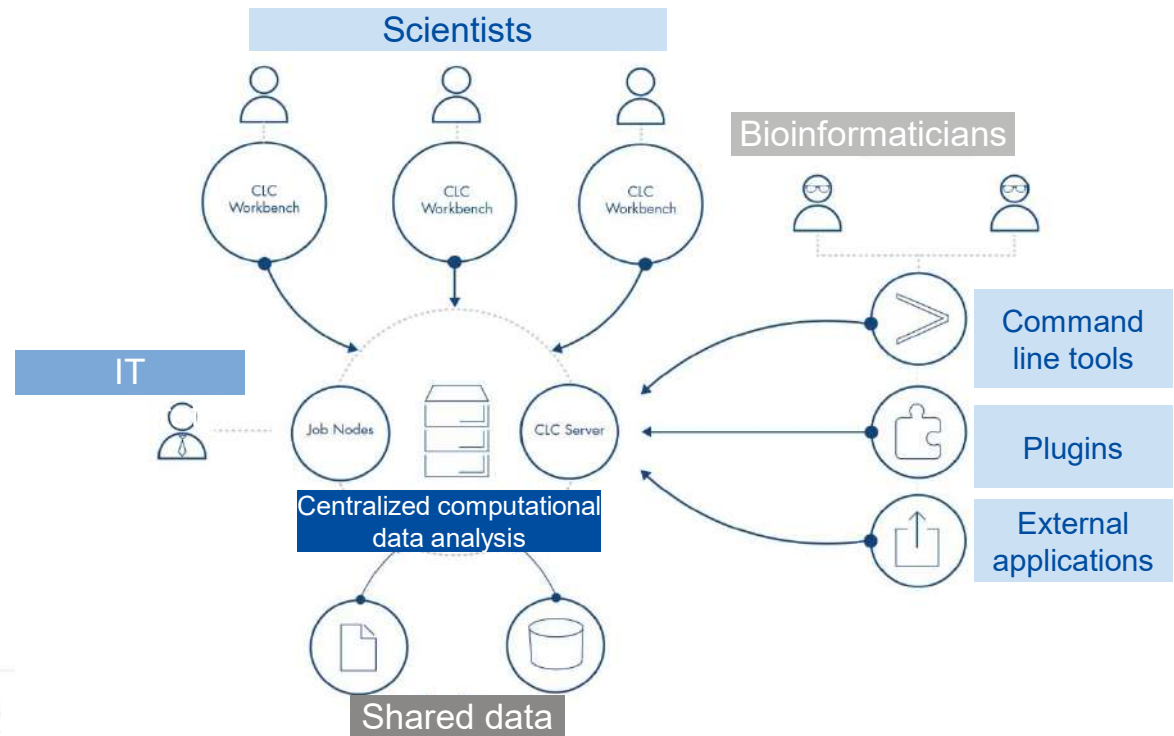 Scientists
Bioinformaticians
CLC
Workbench
CLC
Workbench
CLC
Workbench
Command
line tools
IT
Job Nodes
CLC Server
Plugins
Centralized computational
data analysis
External
applications
Shared data